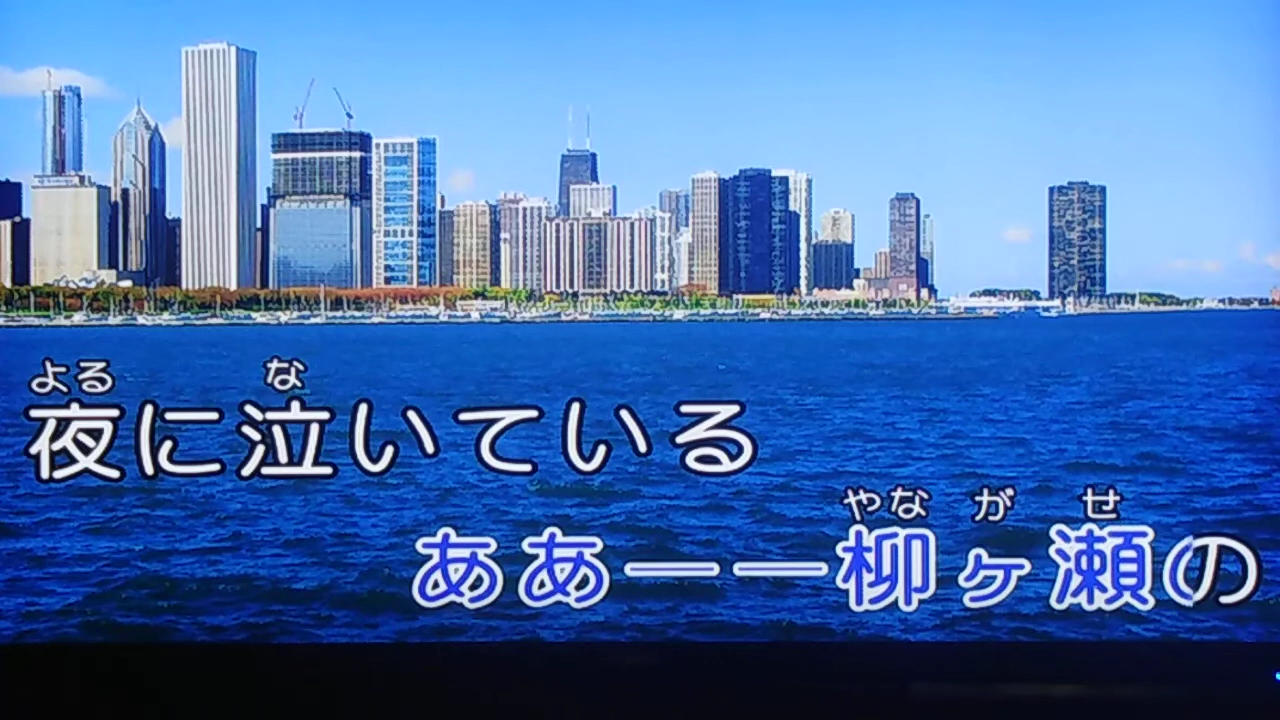 よる な
夜に泣いている
やな が せ
ああーー柳ヶ瀬の